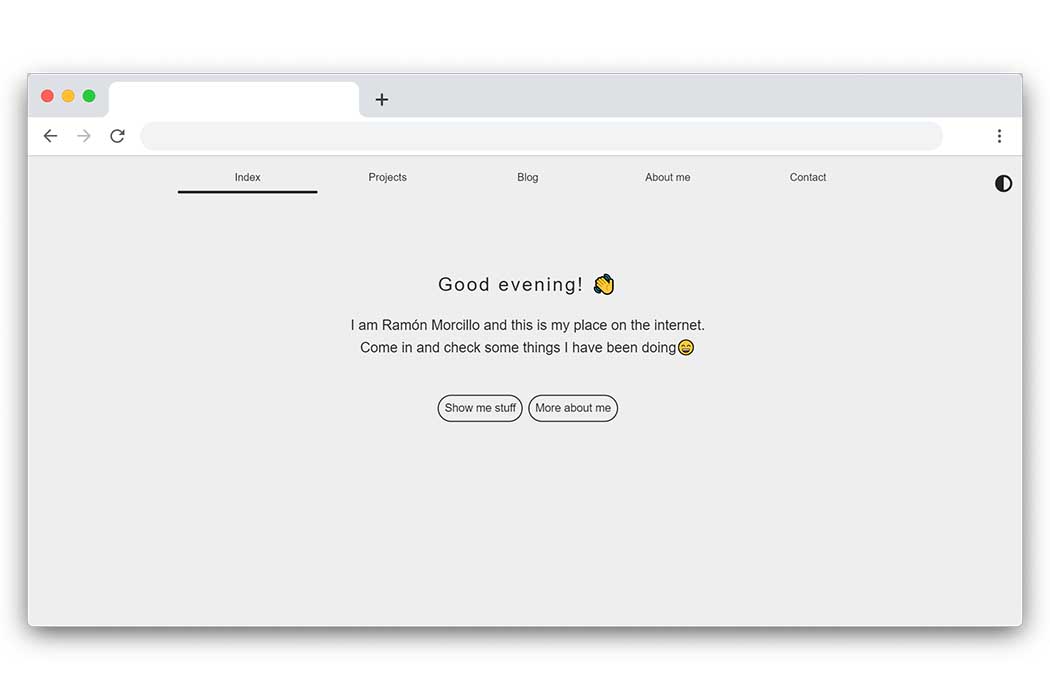 Index Projects Blog About me Contact
Good evening! 👋
I am Ramón Morcillo and this is my place on the internet.
Come in and check some things I have been doing😄
Show me stuff More about me